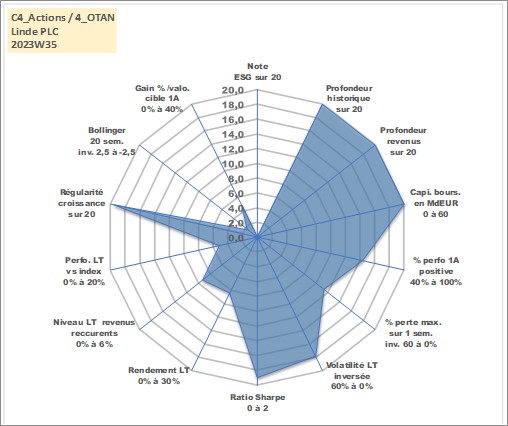 C4_Actions / 4_OTAN
Linde PLC
2023W35
Note
ESG sur 20
Profondeur
historique
sur 20
Profondeur
revenus
sur 20
Capi. bours.
en MdEUR
0 à 60
% perfo 1A
positive
40% à 100%
% perte max.
sur 1 sem.
inv. 60 à 0%
Volatilité LT
inversée
60% à 0%
Ratio Sharpe
0 à 2
Rendement LT
0% à 30%
Niveau LT revenus
reccurents
0% à 6%
Perfo. LT
vs index
0% à 20%
Régularité
croissance
sur 20
Bollinger
20 sem.
inv. 2,5 à -2,5
Gain % /valo.
cible 1A
0% à 40%
20,0
18,0
16,0
14,0
12,0
10,0
8,0
6,0
4,0
2,0
0,0